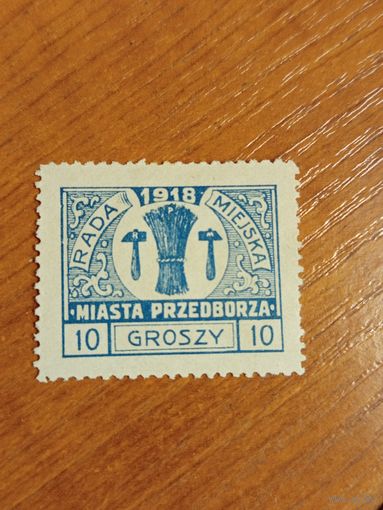 1918
RADA MIEJSKA
·MIASTA PRZEDBORZA·
10 GROSZY 10